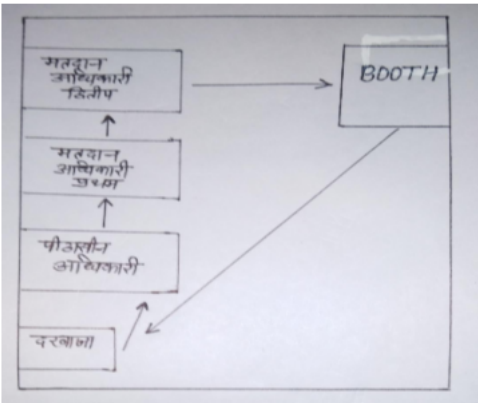 मतदान
अधिकारी
द्वितीय
BOOTH
मतदान
अधिकारी
प्रथम
पीठासीन
अधिकारी
दरवाजा